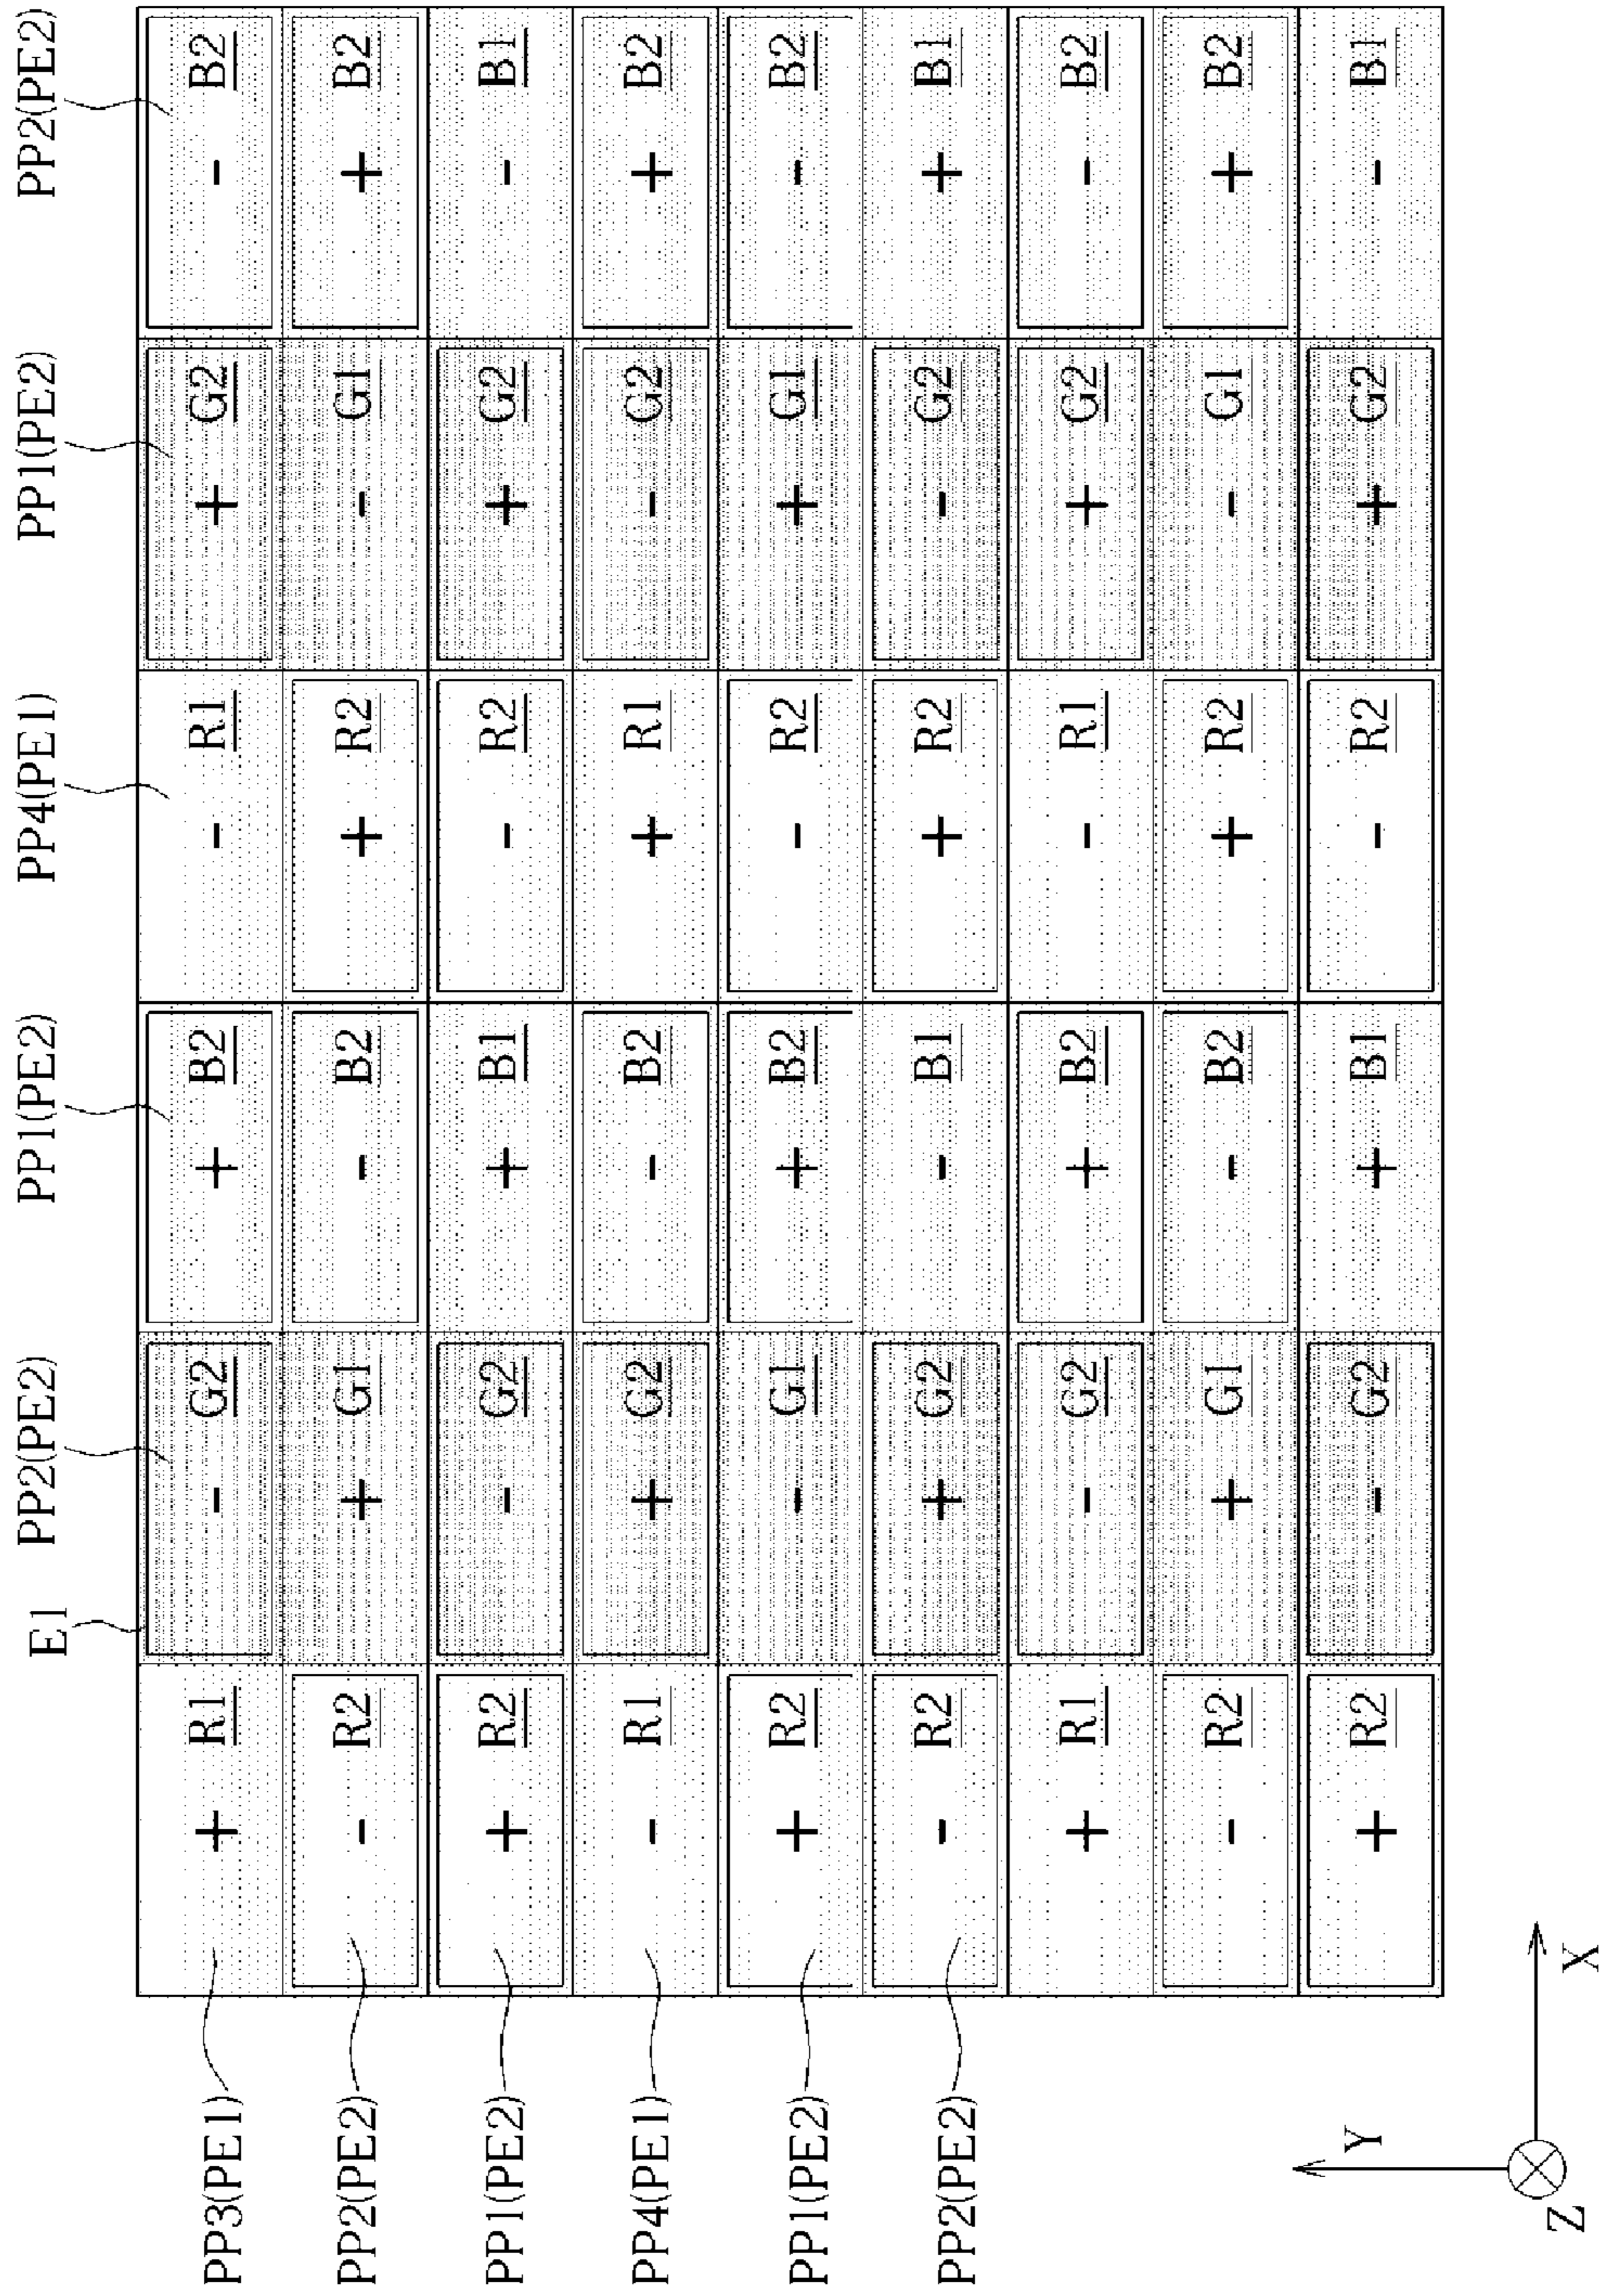 E1 PP2(PE2) PP1(PE2) PP4(PE1) PP1(PE2) PP2(PE2)
PP3(PE1) + R1 - G2 + B2 - R1 + G2 - B2
PP2(PE2) - R2 + G1 - B2 + R2 - G1 + B2
PP1(PE2) + R2 - G2 + B1 - R2 + G2 - B1
PP4(PE1) - R1 + G2 - B2 + R1 - G2 + B2
PP1(PE2) + R2 - G1 + B2 - R2 + G1 - B2
PP2(PE2) - R2 + G2 - B1 + R2 - G2 + B1
+ R1 - G2 + B2 - R1 + G2 - B2
- R2 + G1 - B2 + R2 - G1 + B2
+ R2 - G2 + B1 - R2 + G2 - B1
Y
Z X